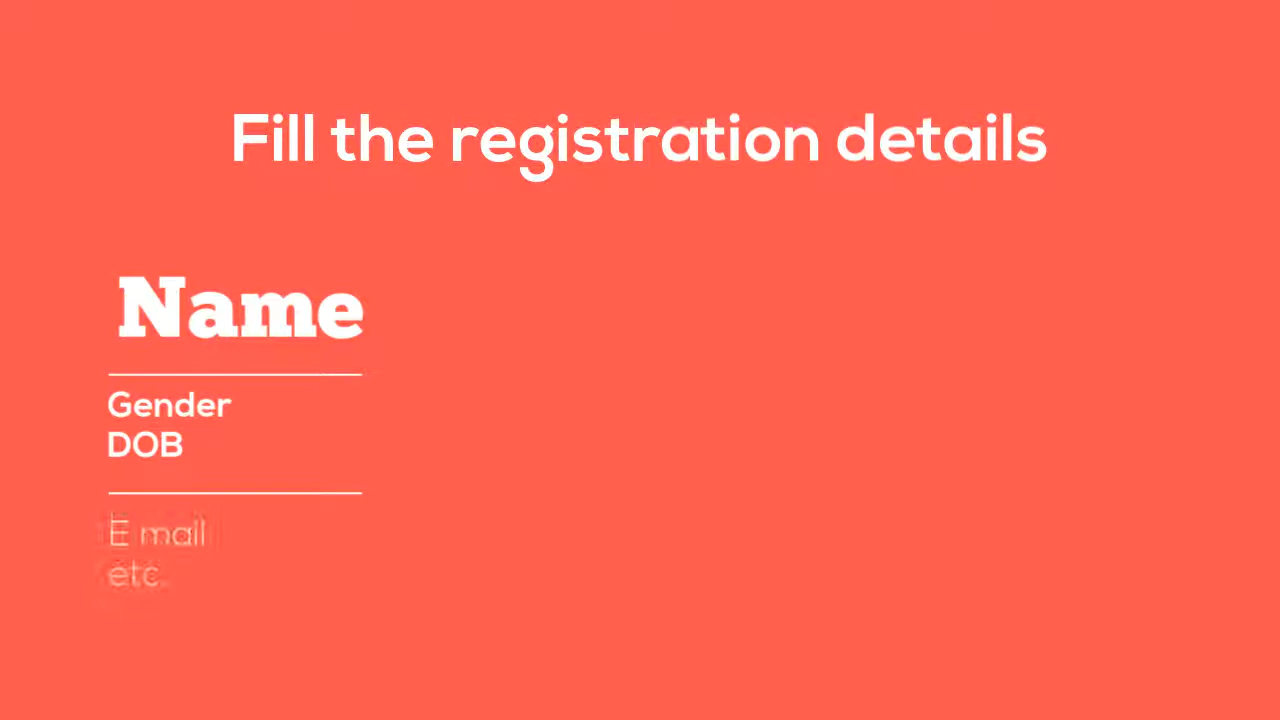 Fill the registration details
Name
Gender
DOB
E mail
etc.